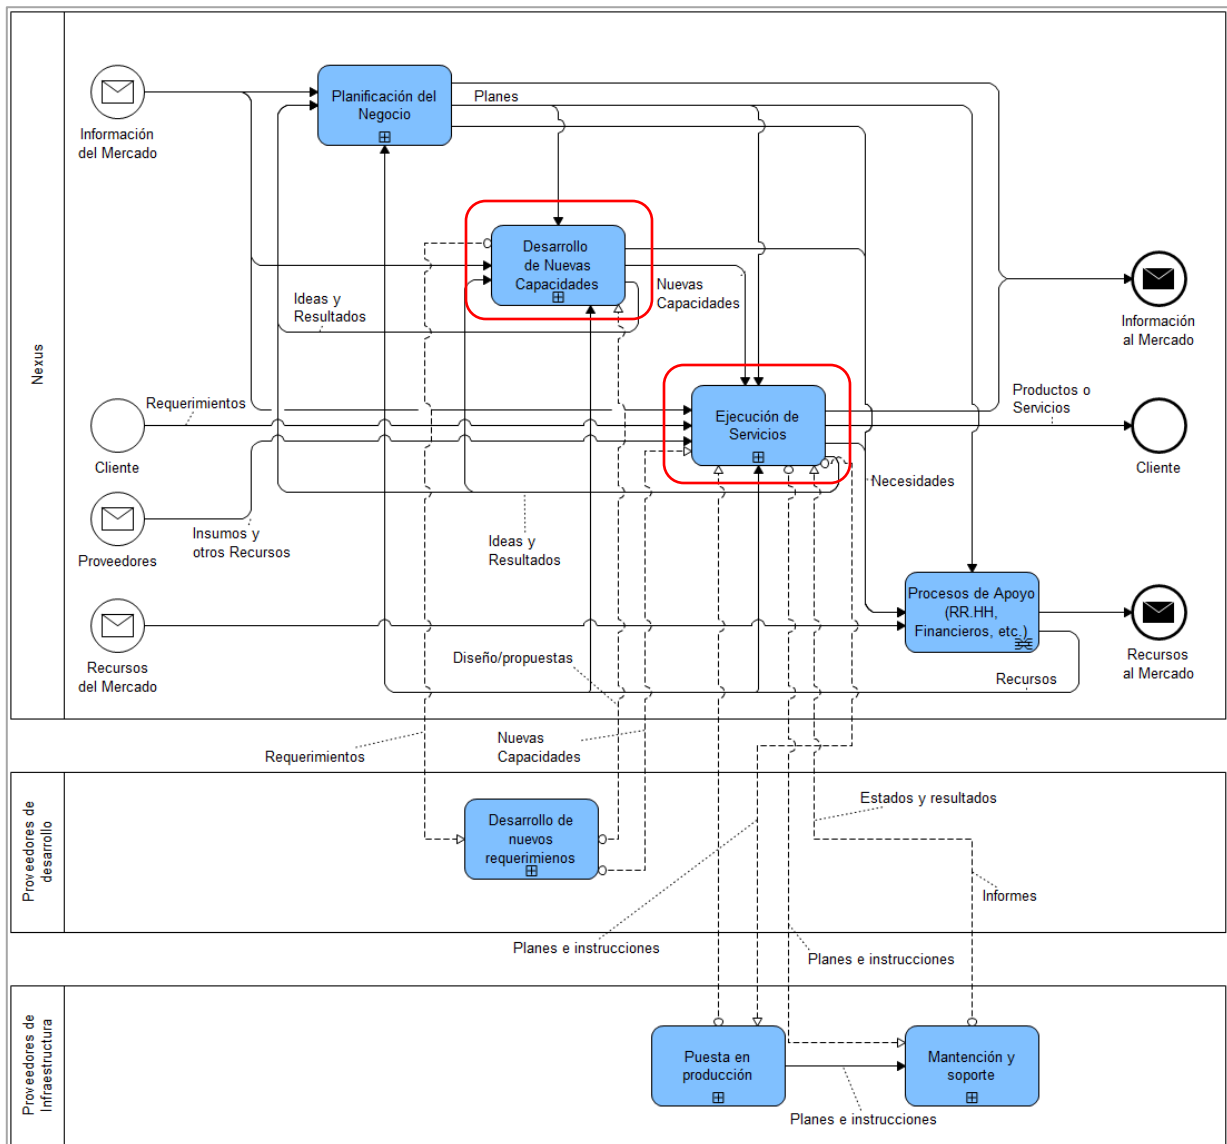 Nexus
Información
del Mercado
Planificación del
Negocio
Planes
Desarrollo
de Nuevas
Capacidades
Nuevas
Capacidades
Ideas y
Resultados
Información
al Mercado
Requerimientos
Cliente
Ejecución de
Servicios
Productos o
Servicios
Cliente
Necesidades
Insumos y
otros Recursos
Proveedores
Ideas y
Resultados
Procesos de Apoyo
(RR.HH,
Financieros, etc.)
Recursos
del Mercado
Recursos
al Mercado
Diseño/propuestas
Recursos
Requerimientos
Nuevas
Capacidades
Proveedores de
desarrollo
Desarrollo de
nuevos
requerimienos
Estados y resultados
Informes
Planes e instrucciones
Planes e instrucciones
Proveedores de
Infraestructura
Puesta en
producción
Mantención y
soporte
Planes e instrucciones